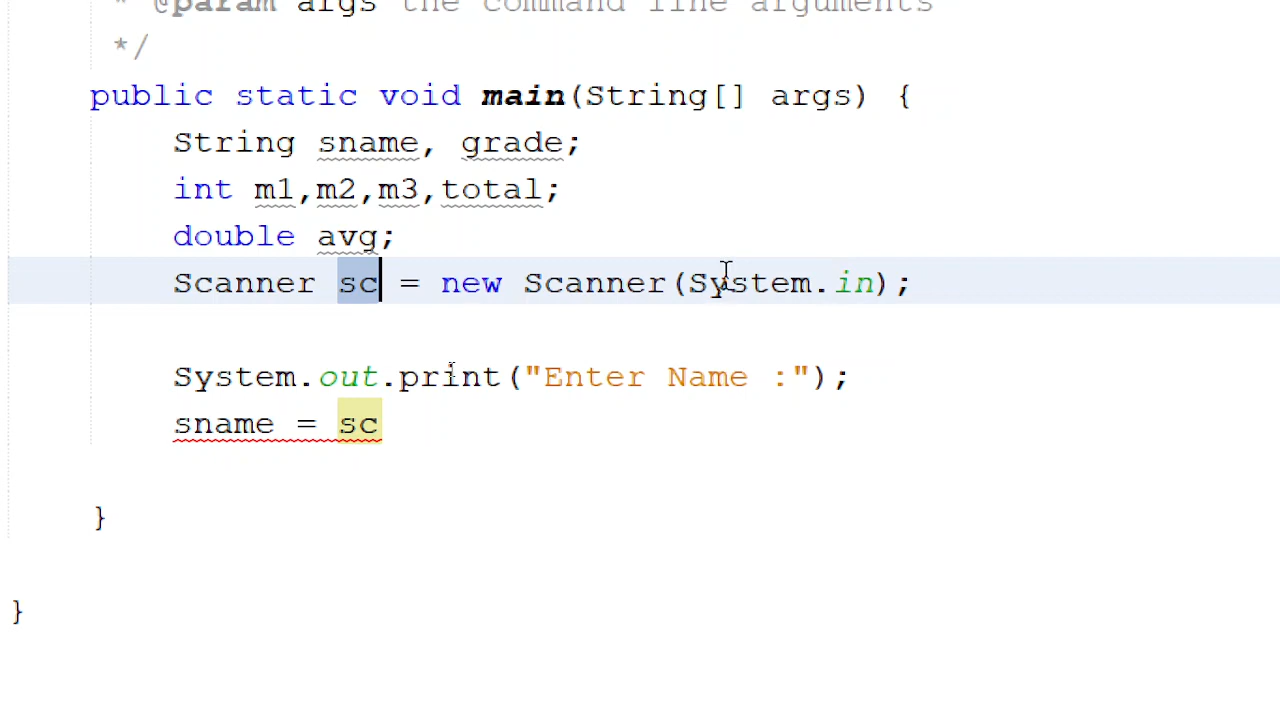 * @param args the command line arguments
*/
public static void main(String[] args) {
String sname, grade;
int m1,m2,m3,total;
double avg;
Scanner sc = new Scanner(System.in);
System.out.print("Enter Name :");
sname = sc
}
}